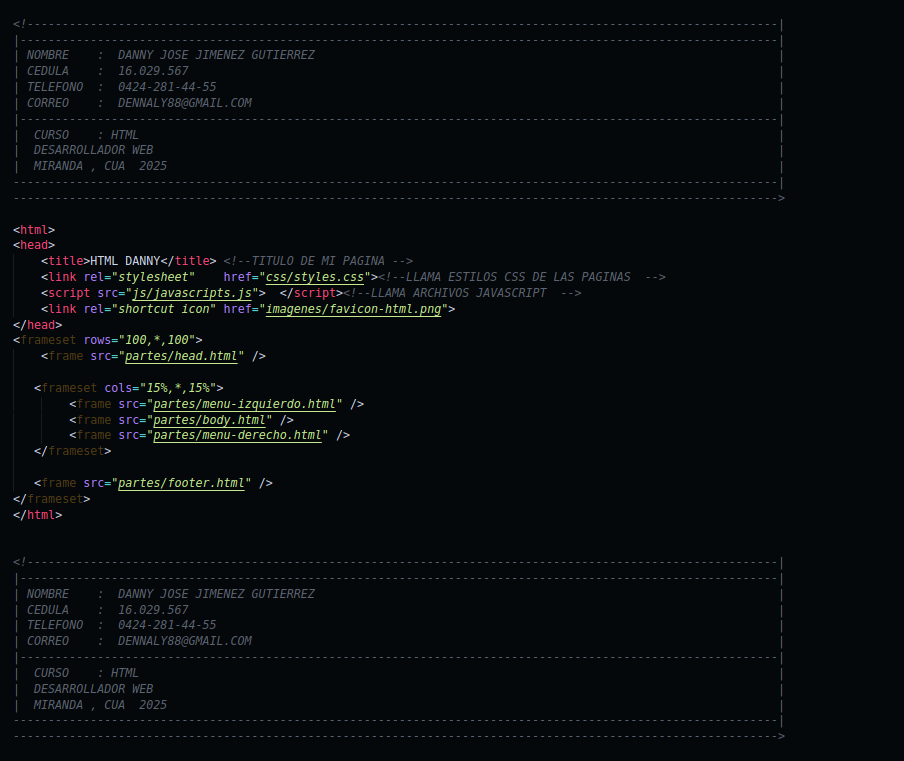 <!-----------------------------------------------------------------------------------------------------------|
|------------------------------------------------------------------------------------------------------------|
| NOMBRE    :  DANNY JOSE JIMENEZ GUTIERREZ                                                                  |
| CEDULA    :  16.029.567                                                                                    |
| TELEFONO  :  0424-281-44-55                                                                                |
| CORREO    :  DENNALY88@GMAIL.COM                                                                           |
|------------------------------------------------------------------------------------------------------------|
|  CURSO    : HTML                                                                                           |
|  DESARROLLADOR WEB                                                                                         |
|  MIRANDA , CUA  2025                                                                                       |
-------------------------------------------------------------------------------------------------------------|
------------------------------------------------------------------------------------------------------------->
<html>
<head>
    <title>HTML DANNY</title> <!--TITULO DE MI PAGINA -->
    <link rel="stylesheet"    href="css/styles.css"><!--LLAMA ESTILOS CSS DE LAS PAGINAS  -->
    <script src="js/javascripts.js">  </script><!--LLAMA ARCHIVOS JAVASCRIPT  -->
    <link rel="shortcut icon" href="imagenes/favicon-html.png">
</head>
<frameset rows="100,*,100">
    <frame src="partes/head.html" />
   <frameset cols="15%,*,15%">
        <frame src="partes/menu-izquierdo.html" />
        <frame src="partes/body.html" />
        <frame src="partes/menu-derecho.html" />
   </frameset>
   <frame src="partes/footer.html" />
</frameset>
</html>
<!-----------------------------------------------------------------------------------------------------------|
|------------------------------------------------------------------------------------------------------------|
| NOMBRE    :  DANNY JOSE JIMENEZ GUTIERREZ                                                                  |
| CEDULA    :  16.029.567                                                                                    |
| TELEFONO  :  0424-281-44-55                                                                                |
| CORREO    :  DENNALY88@GMAIL.COM                                                                           |
|------------------------------------------------------------------------------------------------------------|
|  CURSO    : HTML                                                                                           |
|  DESARROLLADOR WEB                                                                                         |
|  MIRANDA , CUA  2025                                                                                       |
-------------------------------------------------------------------------------------------------------------|
------------------------------------------------------------------------------------------------------------->